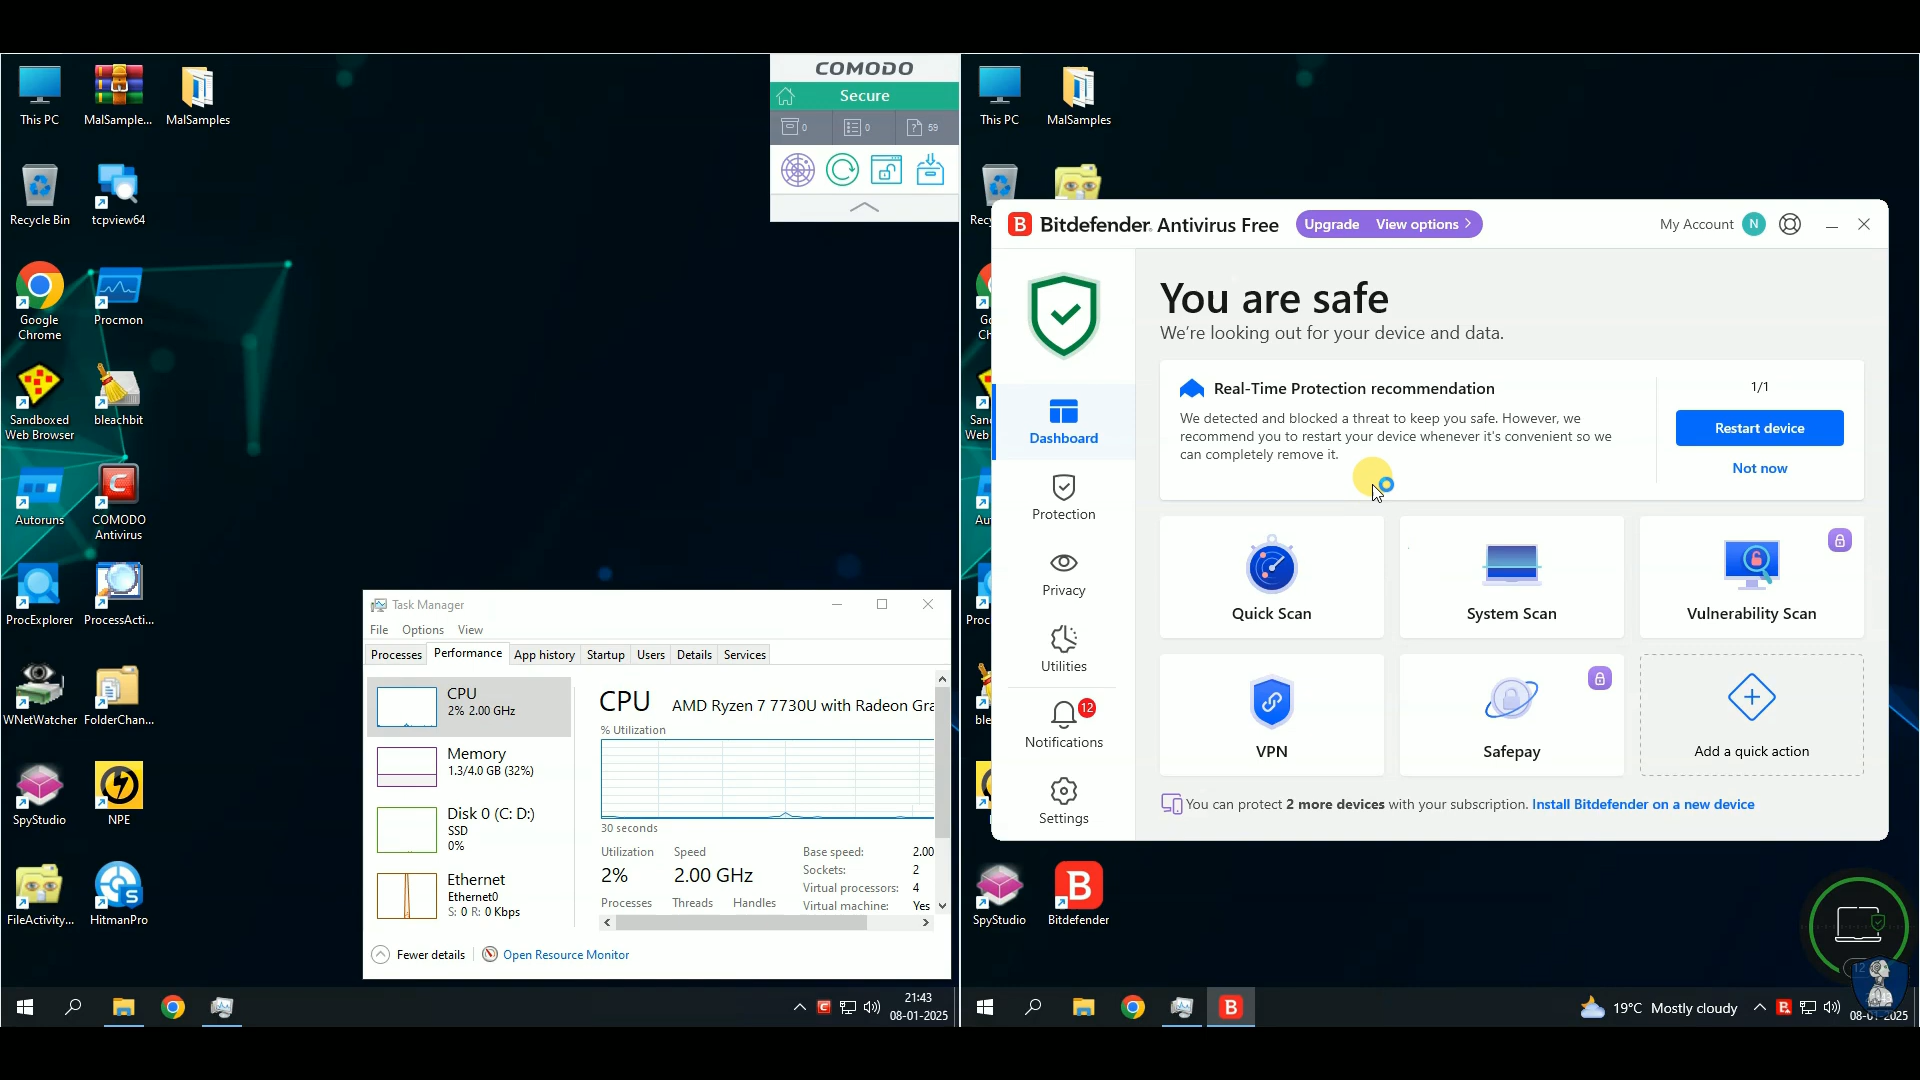 This PC
MalSample...
MalSamples
Recycle Bin
tcpview64
Google
Chrome
Procmon
Sandboxed
Web Browser
bleachbit
Autoruns
COMODO
Antivirus
ProcExplorer
ProcessActi...
WNetWatcher
FolderChan...
SpyStudio
NPE
FileActivity...
HitmanPro
COMODO
Secure
0
0
59
Task Manager
File
Options
View
Processes
Performance
App history
Startup
Users
Details
Services
CPU
2% 2.00 GHz
Memory
1.3/4.0 GB (32%)
Disk 0 (C: D:)
SSD
0%
Ethernet
Ethernet0
S: 0 R: 0 Kbps
CPU
AMD Ryzen 7 7730U with Radeon Gra
% Utilization
30 seconds
Utilization
Speed
2%
2.00 GHz
Processes
Threads
Handles
Base speed:
2.00
Sockets:
2
Virtual processors:
4
Virtual machine:
Yes
Fewer details
Open Resource Monitor
21:43
08-01-2025
This PC
MalSamples
Bitdefender Antivirus Free
Upgrade
View options
My Account
N
You are safe
We're looking out for your device and data.
Real-Time Protection recommendation
We detected and blocked a threat to keep you safe. However, we
recommend you to restart your device whenever it's convenient so we
can completely remove it.
1/1
Restart device
Not now
Dashboard
Protection
Privacy
Utilities
12
Notifications
Settings
Quick Scan
System Scan
Vulnerability Scan
VPN
Safepay
Add a quick action
You can protect 2 more devices with your subscription. Install Bitdefender on a new device
SpyStudio
Bitdefender
12
19°C Mostly cloudy
08-01-2025